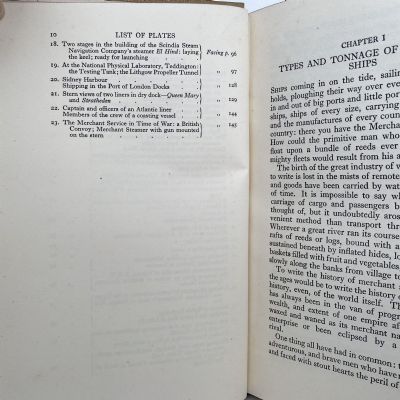 10 LIST OF PLATES
18. Two stages in the building of the Scindia Steam
Navigation Company's steamer El Hind: laying
the keel; ready for launching Facing p. 96
19. At the National Physical Laboratory, Teddington:
the Testing Tank; the Lithgow Propeller Tunnel " 97
20. Sidney Harbour
Shipping in the Port of London Docks " 128
21. Stern views of two liners in dry dock—Queen Mary
and Stratheden " 129
22. Captain and officers of an Atlantic liner
Members of the crew of a coasting vessel " 144
23. The Merchant Service in Time of War: a British
Convoy; Merchant Steamer with gun mounted
on the stern " 145
CHAPTER I
TYPES AND TONNAGE OF
SHIPS
SHIPS coming on in the tide, sailing
holds, ploughing their way over ever
and in out of big ports and little port
ships, ships of every size, carrying
and the manufactures of every coun
country: there you have the Merchan
How could the primitive man who
float upon a bundle of reeds ever
mighty fleets would result from his a
The birth of the great industry of w
to write is lost in the mists of remote
and goods have been carried by wate
of time. It is impossible to say wh
carriage of cargo and passengers b
thought of, but it undoubtedly aros
venient method than transport thro
Wherever a great river ran its course
rafts of reeds or logs, bound with a
sustained beneath by inflated hides, lo
baskets filled with fruit and vegetables,
slowly along the banks from village to
To write the history of merchant s
the ages would be to write the history o
history, even, of the world itself. Th
has always been in the van of progre
wealth, and extent of one empire afte
waxed and waned as its merchant na
enterprise or been eclipsed by a
rival.
One thing all have in common: t
adventurous, and brave men who have
and faced with stout hearts the peril of